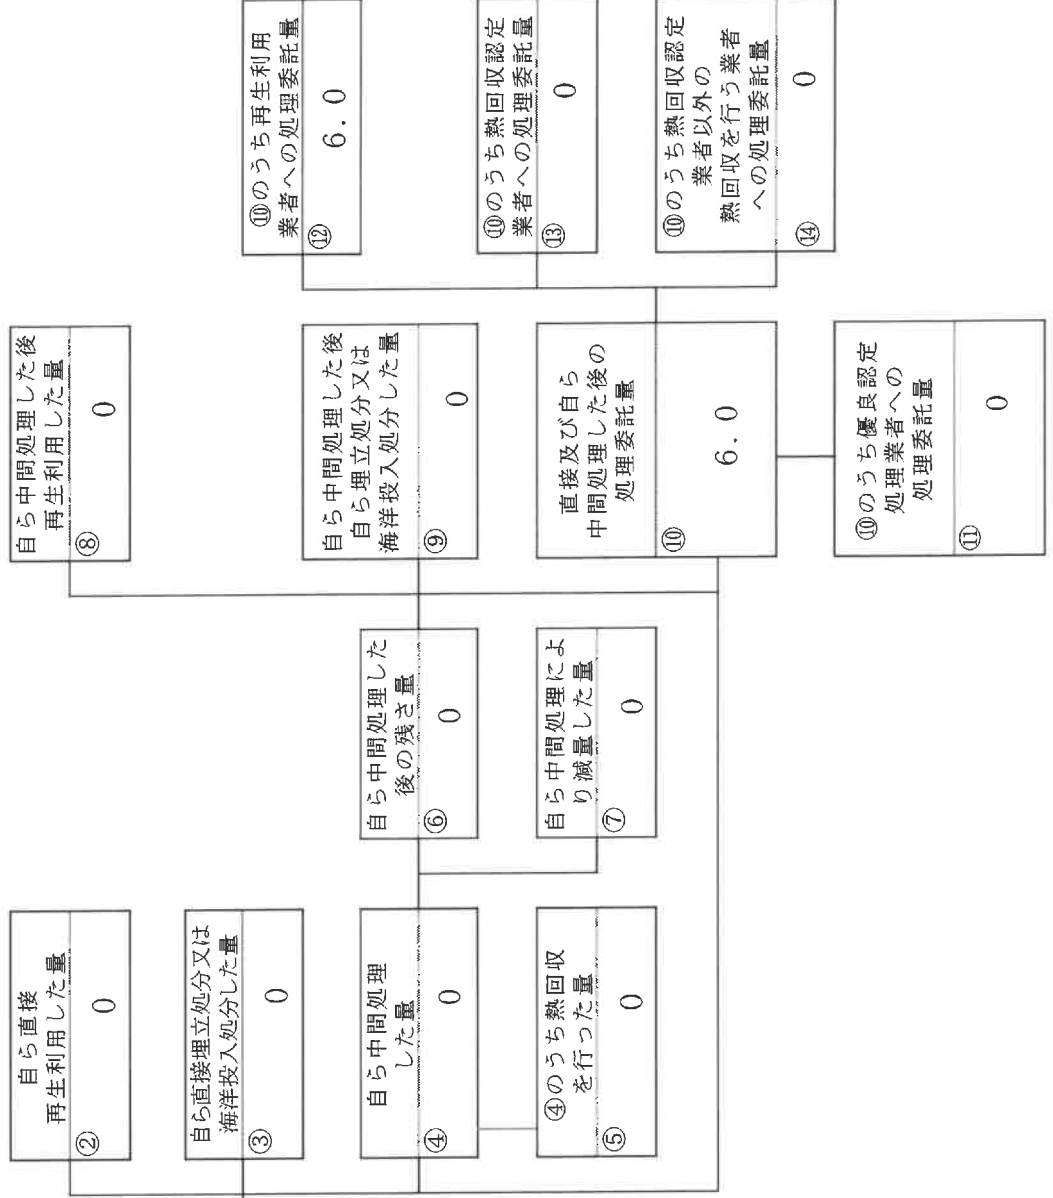 自ら直接
再生利用した量
②
0
自ら直接埋立処分又は
海洋投入処分した量
③
0
自ら中間処理
した量
④
0
④のうち熱回収
を行った量
⑤
0
自ら中間処理した
後の残さ量
⑥
0
自ら中間処理によ
り減量した量
⑦
0
自ら中間処理した後
再生利用した量
⑧
0
自ら中間処理した後
自ら埋立処分又は
海洋投入処分した量
⑨
0
直接及び自ら
中間処理した後の
処理委託量
⑩
6.0
⑩のうち優良認定
処理業者への
処理委託量
⑪
0
⑩のうち再生利用
業者への処理委託量
⑫
6.0
⑩のうち熱回収認定
業者への処理委託量
⑬
0
⑩のうち熱回収認定
業者以外の
熱回収を行う業者
への処理委託量
⑭
0